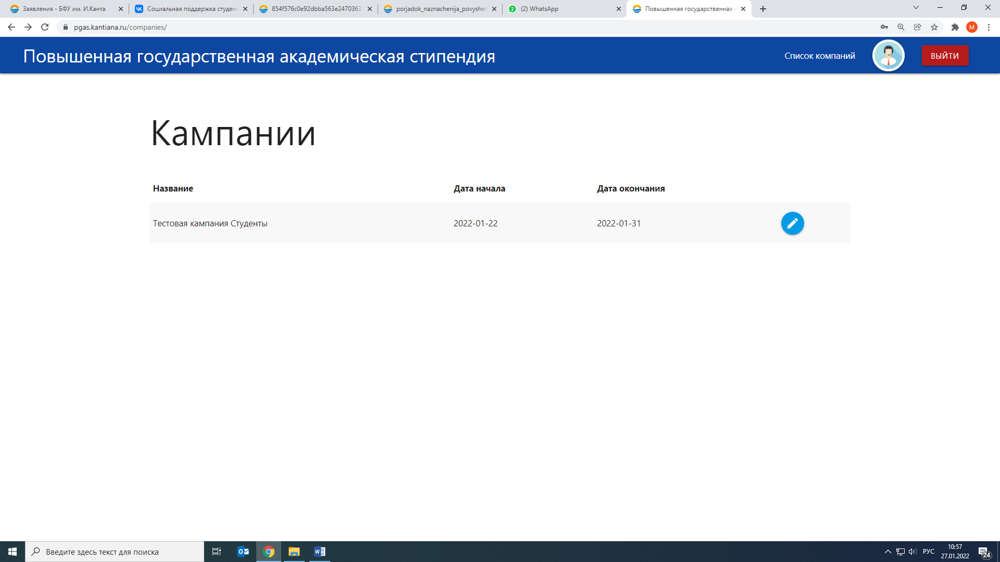 Заявления - БФУ им. И.Канта
Социальная поддержка студент
854f576c0e92dbba563e2470363
porjadok_naznachenija_povysher
2 (2) WhatsApp
Повышенная государственная а
pgas.kantiana.ru/companies/
M
Повышенная государственная академическая стипендия
Список компаний
ВЫЙТИ
Кампании
Название Дата начала Дата окончания
Тестовая кампания Студенты 2022-01-22 2022-01-31
Введите здесь текст для поиска
РУС
10:57
27.01.2022
24